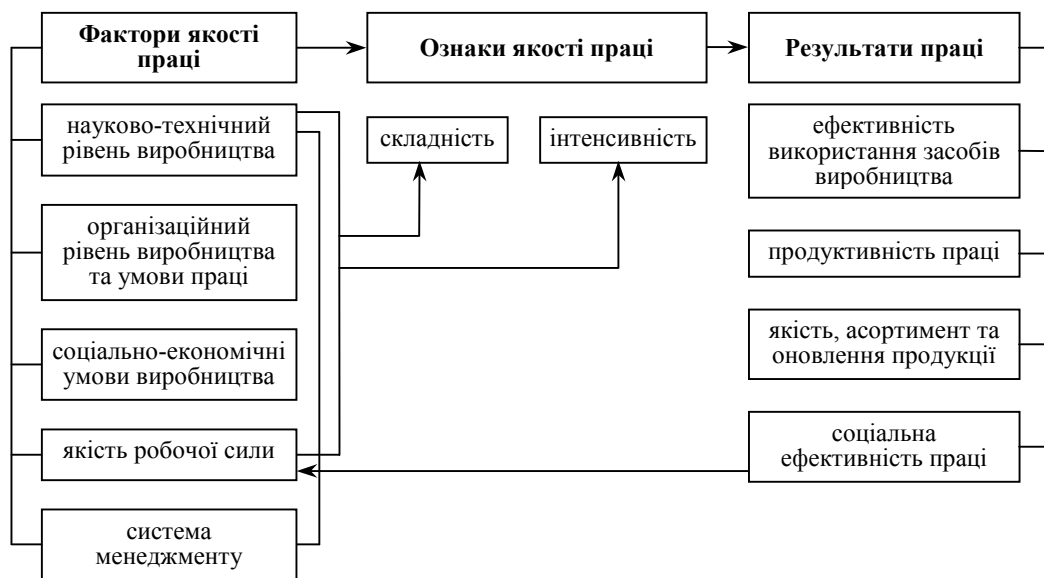 Фактори якості
праці
Ознаки якості праці
Результати праці
науково-технічний
рівень виробництва
організаційний
рівень виробництва
та умови праці
соціально-економічні
умови виробництва
якість робочої сили
система
менеджменту
складність
інтенсивність
ефективність
використання засобів
виробництва
продуктивність праці
якість, асортимент та
оновлення продукції
соціальна
ефективність праці